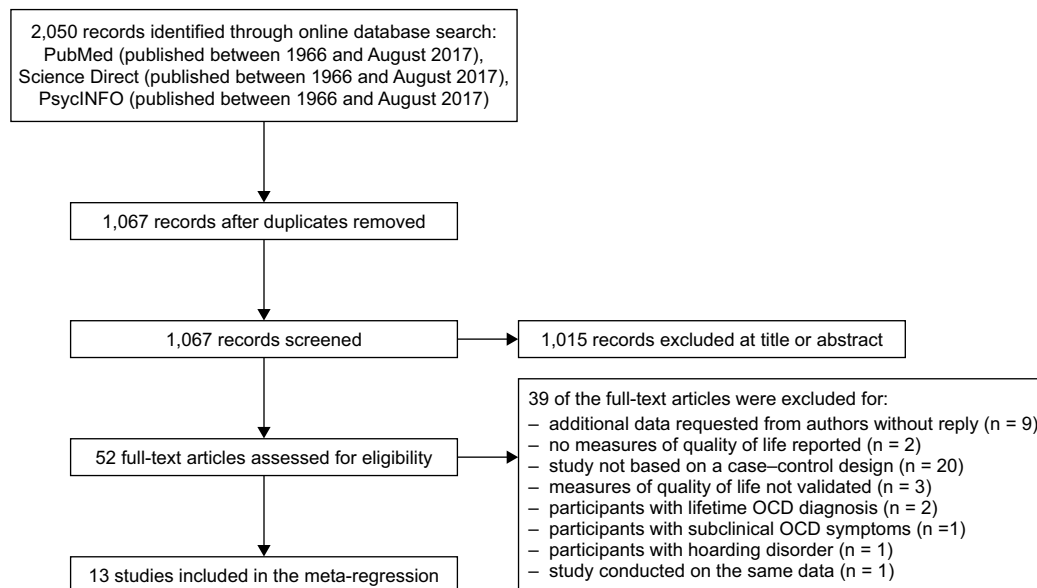 2,050 records identified through online database search:
PubMed (published between 1966 and August 2017),
Science Direct (published between 1966 and August 2017),
PsycINFO (published between 1966 and August 2017)
1,067 records after duplicates removed
1,067 records screened
1,015 records excluded at title or abstract
52 full-text articles assessed for eligibility
39 of the full-text articles were excluded for:
– additional data requested from authors without reply (n = 9)
– no measures of quality of life reported (n = 2)
– study not based on a case–control design (n = 20)
– measures of quality of life not validated (n = 3)
– participants with lifetime OCD diagnosis (n = 2)
– participants with subclinical OCD symptoms (n =1)
– participants with hoarding disorder (n = 1)
– study conducted on the same data (n = 1)
13 studies included in the meta-regression